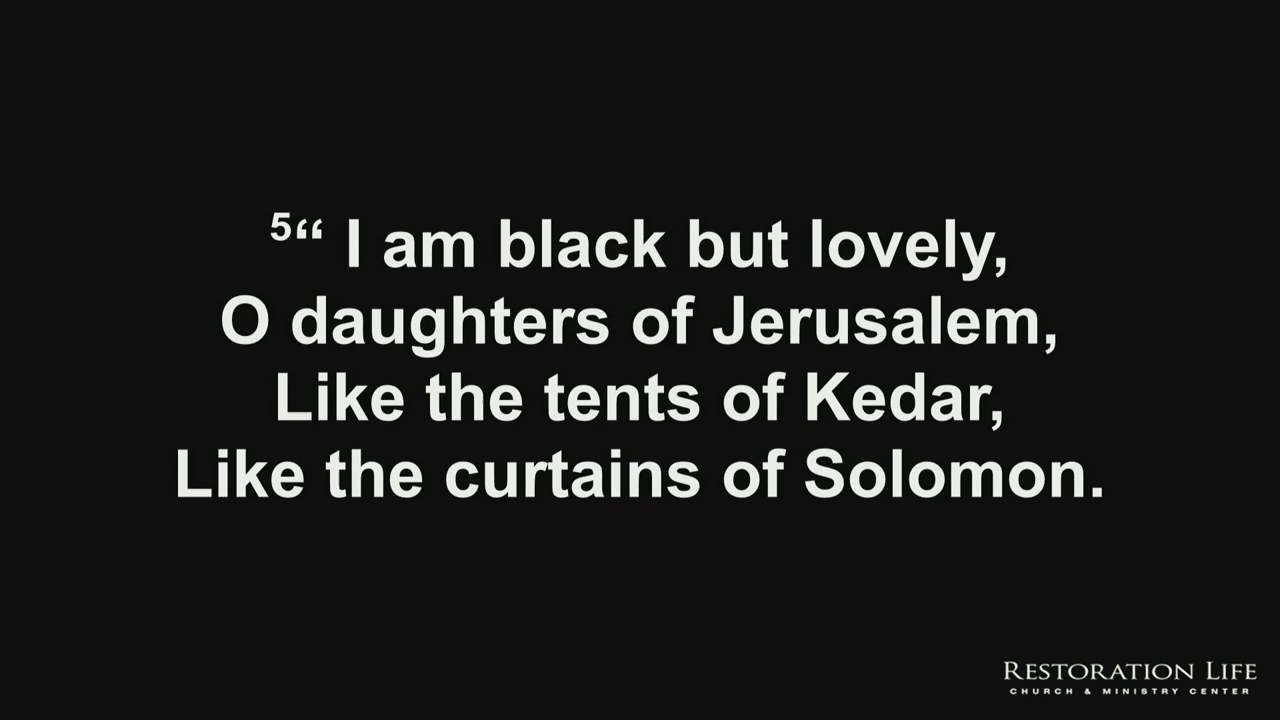 5“ I am black but lovely,
O daughters of Jerusalem,
Like the tents of Kedar,
Like the curtains of Solomon.
RESTORATION LIFE
CHURCH & MINISTRY CENTER